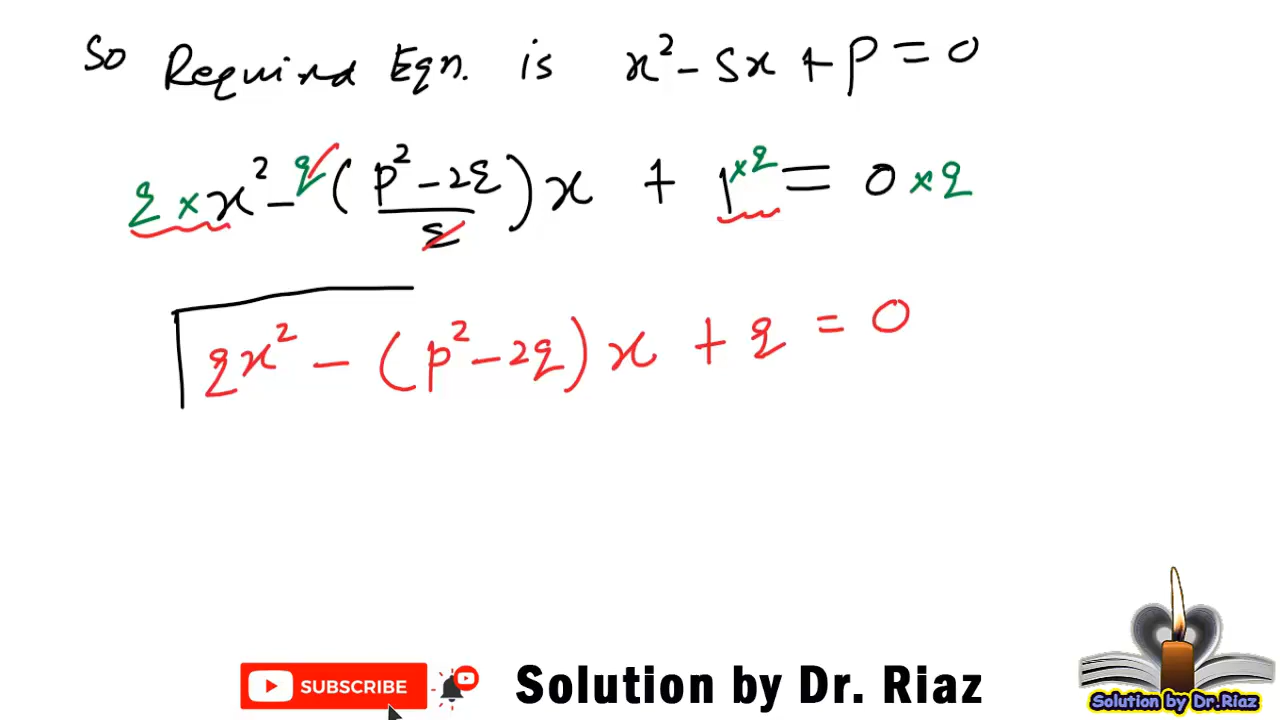 So Required Eqn. is x² - Sx + P = 0
q × x² - q ( p² - 2q / q ) x + 1 × q = 0 × q
qx² - (p² - 2q) x + q = 0
SUBSCRIBE
Solution by Dr. Riaz
Solution by Dr.Riaz